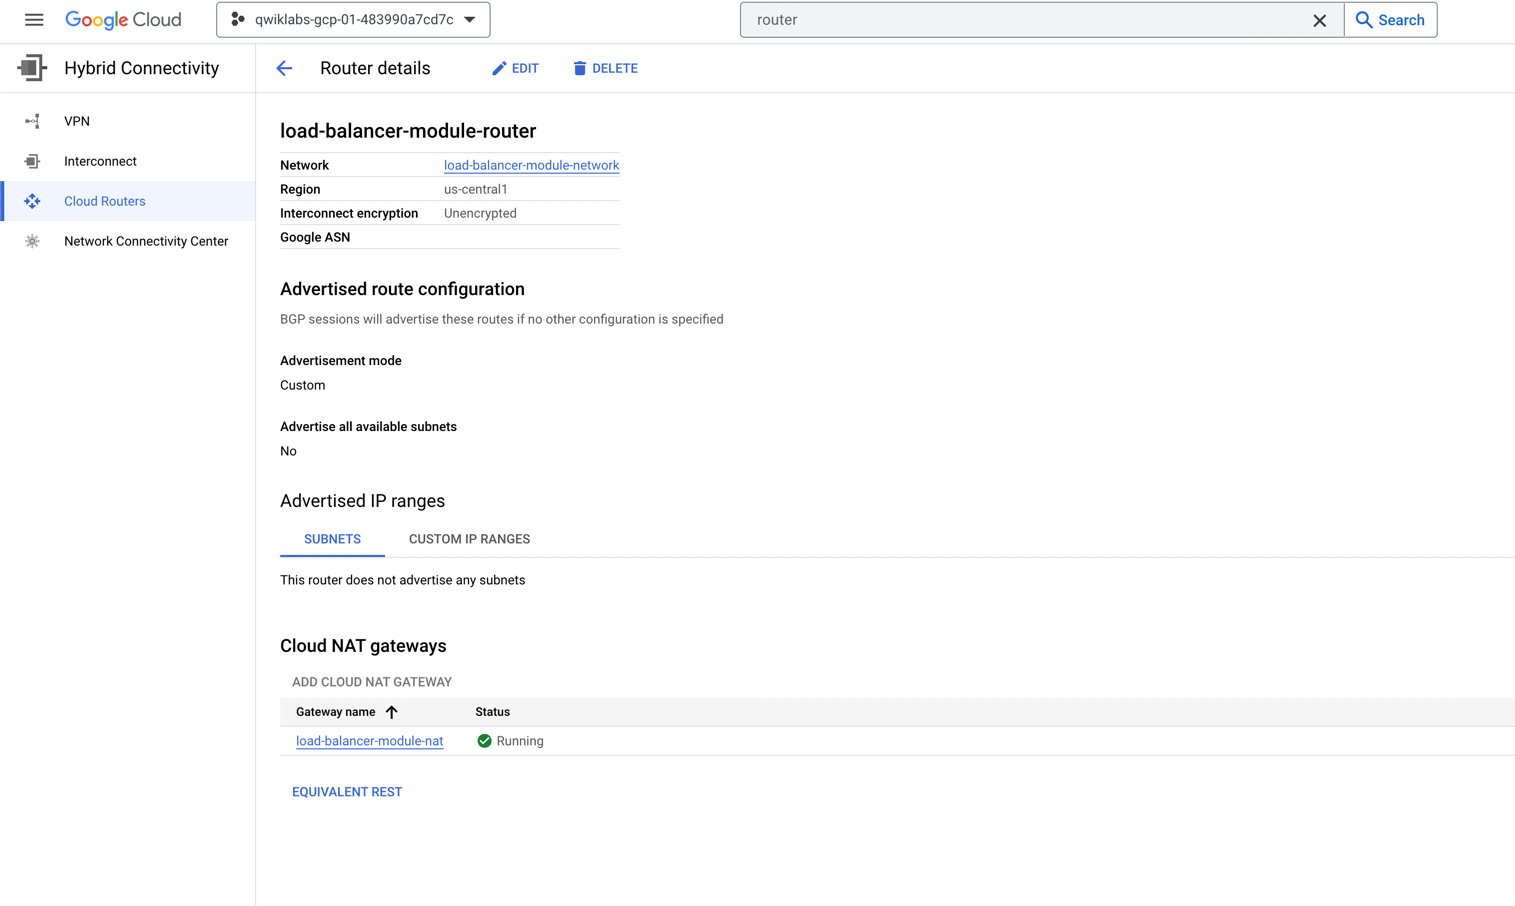 Google Cloud
qwiklabs-gcp-01-483990a7cd7c
router
Search
Hybrid Connectivity
Router details
EDIT
DELETE
VPN
Interconnect
Cloud Routers
Network Connectivity Center
load-balancer-module-router
Network load-balancer-module-network
Region us-central1
Interconnect encryption Unencrypted
Google ASN
Advertised route configuration
BGP sessions will advertise these routes if no other configuration is specified
Advertisement mode
Custom
Advertise all available subnets
No
Advertised IP ranges
SUBNETS CUSTOM IP RANGES
This router does not advertise any subnets
Cloud NAT gateways
ADD CLOUD NAT GATEWAY
Gateway name Status
load-balancer-module-nat Running
EQUIVALENT REST